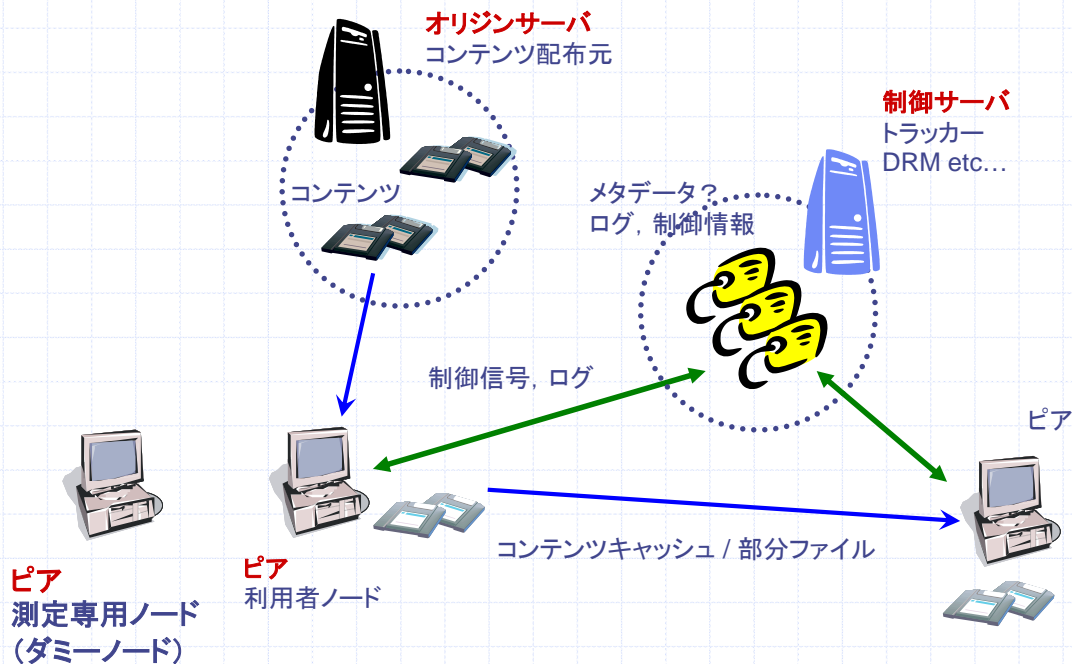 オリジンサーバ
コンテンツ配布元
制御サーバ
トラッカー
DRM etc…
コンテンツ
メタデータ?
ログ, 制御情報
制御信号, ログ
ピア
コンテンツキャッシュ / 部分ファイル
ピア
利用者ノード
ピア
測定専用ノード
(ダミーノード)